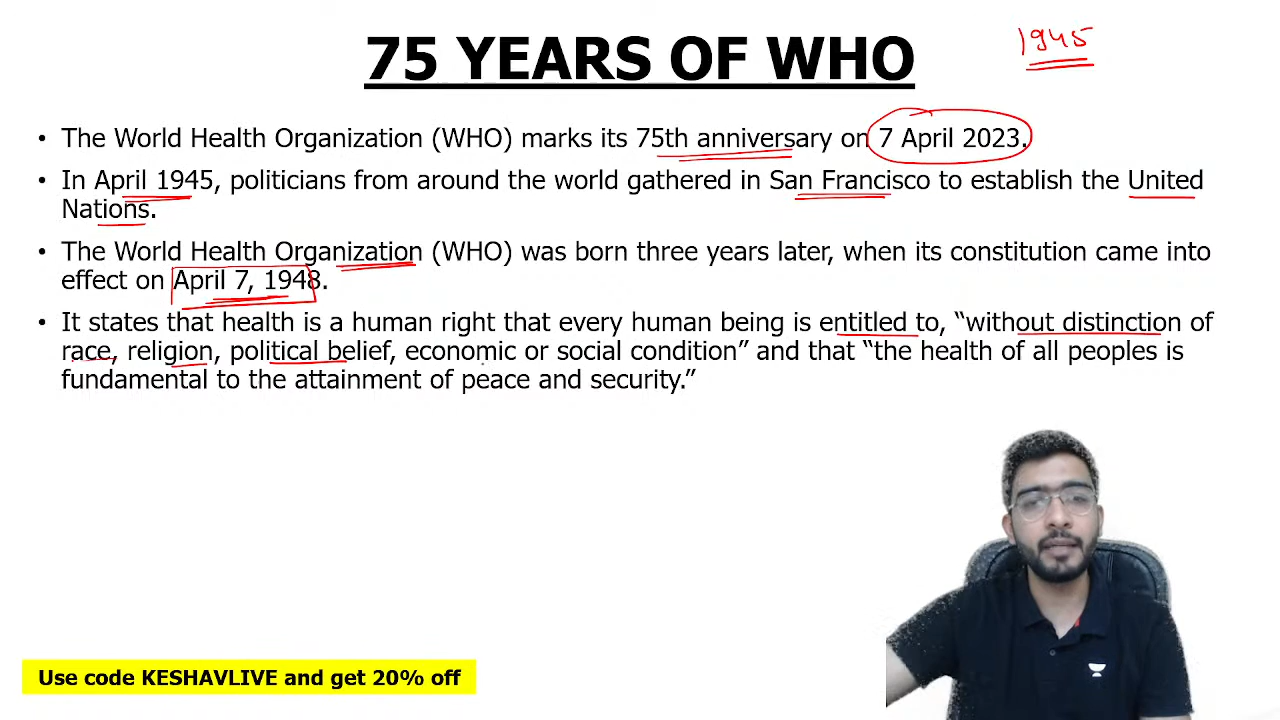 75 YEARS OF WHO
1945
• The World Health Organization (WHO) marks its 75th anniversary on 7 April 2023.
• In April 1945, politicians from around the world gathered in San Francisco to establish the United
Nations.
• The World Health Organization (WHO) was born three years later, when its constitution came into
effect on April 7, 1948.
• It states that health is a human right that every human being is entitled to, “without distinction of
race, religion, political belief, economic or social condition” and that “the health of all peoples is
fundamental to the attainment of peace and security.”
Use code KESHAVLIVE and get 20% off